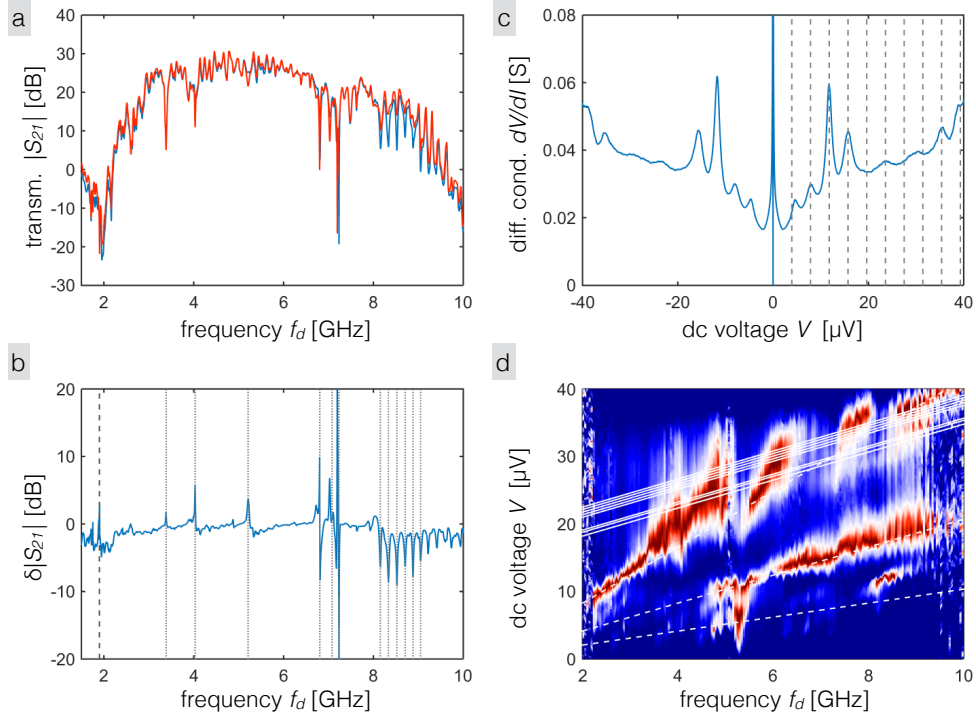 a
transm. |S21| [dB]
40
30
20
10
0
-10
-20
-30
2 4 6 8 10
frequency fd [GHz]
b
δ|S21| [dB]
20
10
0
-10
-20
2 4 6 8 10
frequency fd [GHz]
c
diff. cond. dV/dI [S]
0.08
0.06
0.04
0.02
0
-40 -20 0 20 40
dc voltage V [µV]
d
dc voltage V [µV]
40
30
20
10
0
2 4 6 8 10
frequency fd [GHz]